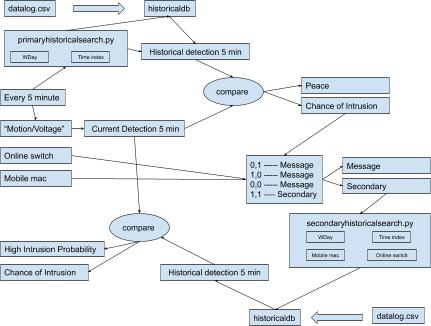 datalog.csv
historicaldb
primaryhistoricalsearch.py
WDay
Time index
Historical detection 5 min
compare
Peace
Chance of Intrusion
Every 5 minute
“Motion/Voltage”
Current Detection 5 min
Online switch
Mobile mac
0,1 ----- Message
1,0 ---- Message
0,0 ---- Message
1,1 ---- Secondary
Message
Secondary
secondaryhistoricalsearch.py
WDay
Time index
Mobile mac
Online switch
compare
High Intrusion Probability
Chance of Intrusion
Historical detection 5 min
historicaldb
datalog.csv